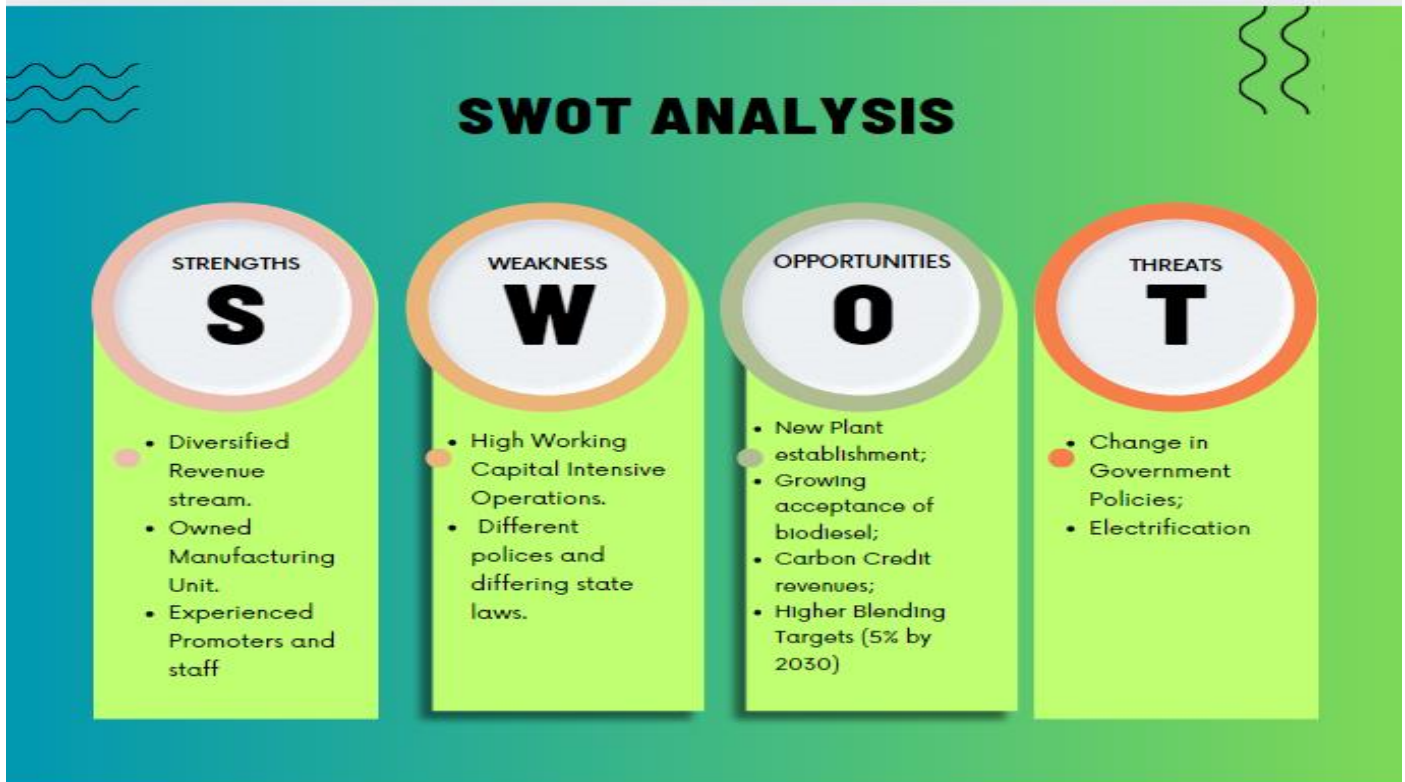 SWOT ANALYSIS
STRENGTHS
S
• Diversified
Revenue
stream.
• Owned
Manufacturing
Unit.
• Experienced
Promoters and
staff
WEAKNESS
W
• High Working
Capital Intensive
Operations.
• Different
polices and
differing state
laws.
OPPORTUNITIES
O
• New Plant
establishment;
• Growing
acceptance of
biodiesel;
• Carbon Credit
revenues;
• Higher Blending
Targets (5% by
2030)
THREATS
T
• Change in
Government
Policies;
• Electrification